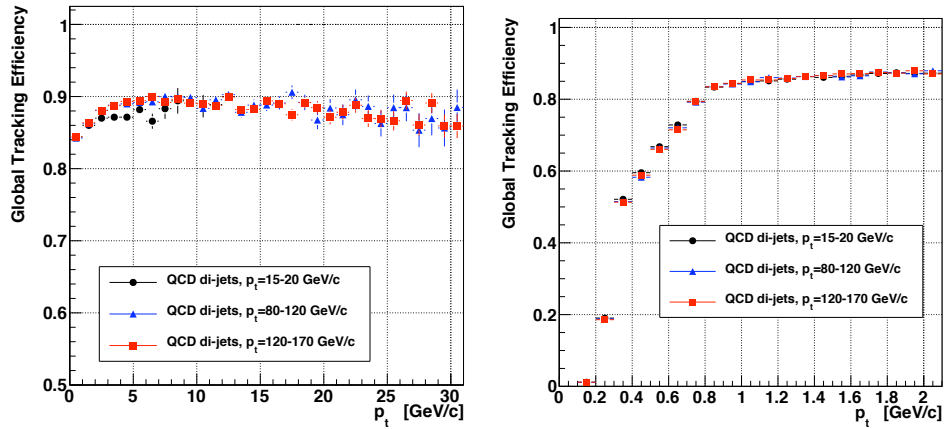 Global Tracking Efficiency
1
0.9
0.8
0.7
0.6
0.5
QCD di-jets, pt=15-20 GeV/c
QCD di-jets, pt=80-120 GeV/c
QCD di-jets, pt=120-170 GeV/c
0 5 10 15 20 25 30
pt [GeV/c]
Global Tracking Efficiency
1
0.8
0.6
0.4
0.2
0
QCD di-jets, pt=15-20 GeV/c
QCD di-jets, pt=80-120 GeV/c
QCD di-jets, pt=120-170 GeV/c
0 0.2 0.4 0.6 0.8 1 1.2 1.4 1.6 1.8 2
pt [GeV/c]